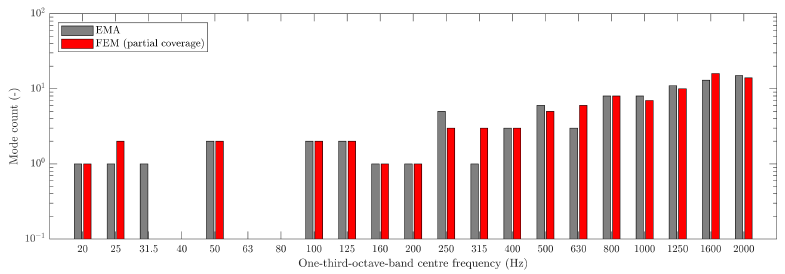 10^2
10^1
10^0
10^-1
Mode count (-)
EMA
FEM (partial coverage)
20 25 31.5 40 50 63 80 100 125 160 200 250 315 400 500 630 800 1000 1250 1600 2000
One-third-octave-band centre frequency (Hz)